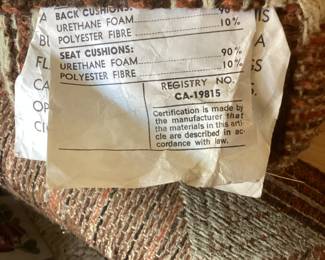 BACK CUSHIONS: 90%
URETHANE FOAM 10%
POLYESTER FIBRE
SEAT CUSHIONS:
URETHANE FOAM 90%
POLYESTER FIBRE 10%
REGISTRY NO.
CA-19815
Certification is made by
the manufacturer that
the materials in this arti
cle are described in ac-
cordance with law.